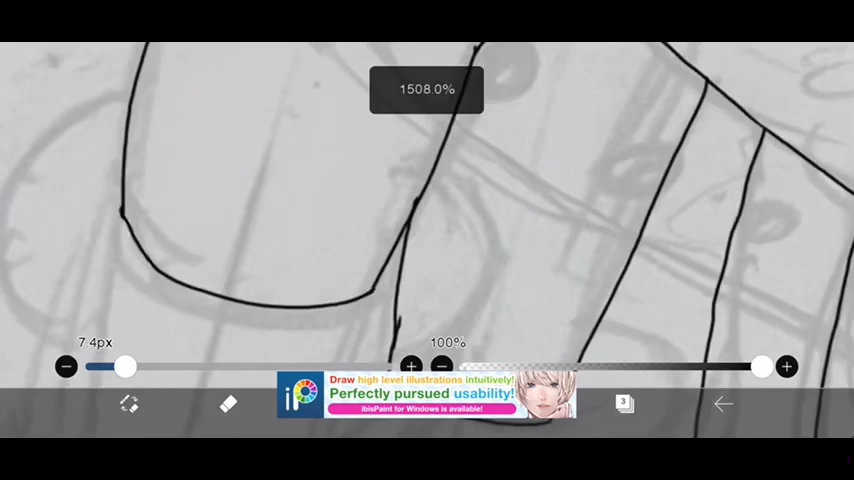 1508.0%
7.4px
100%
Draw high level illustrations intuitively!
Perfectly pursued usability!
ibisPaint for Windows is available!
3